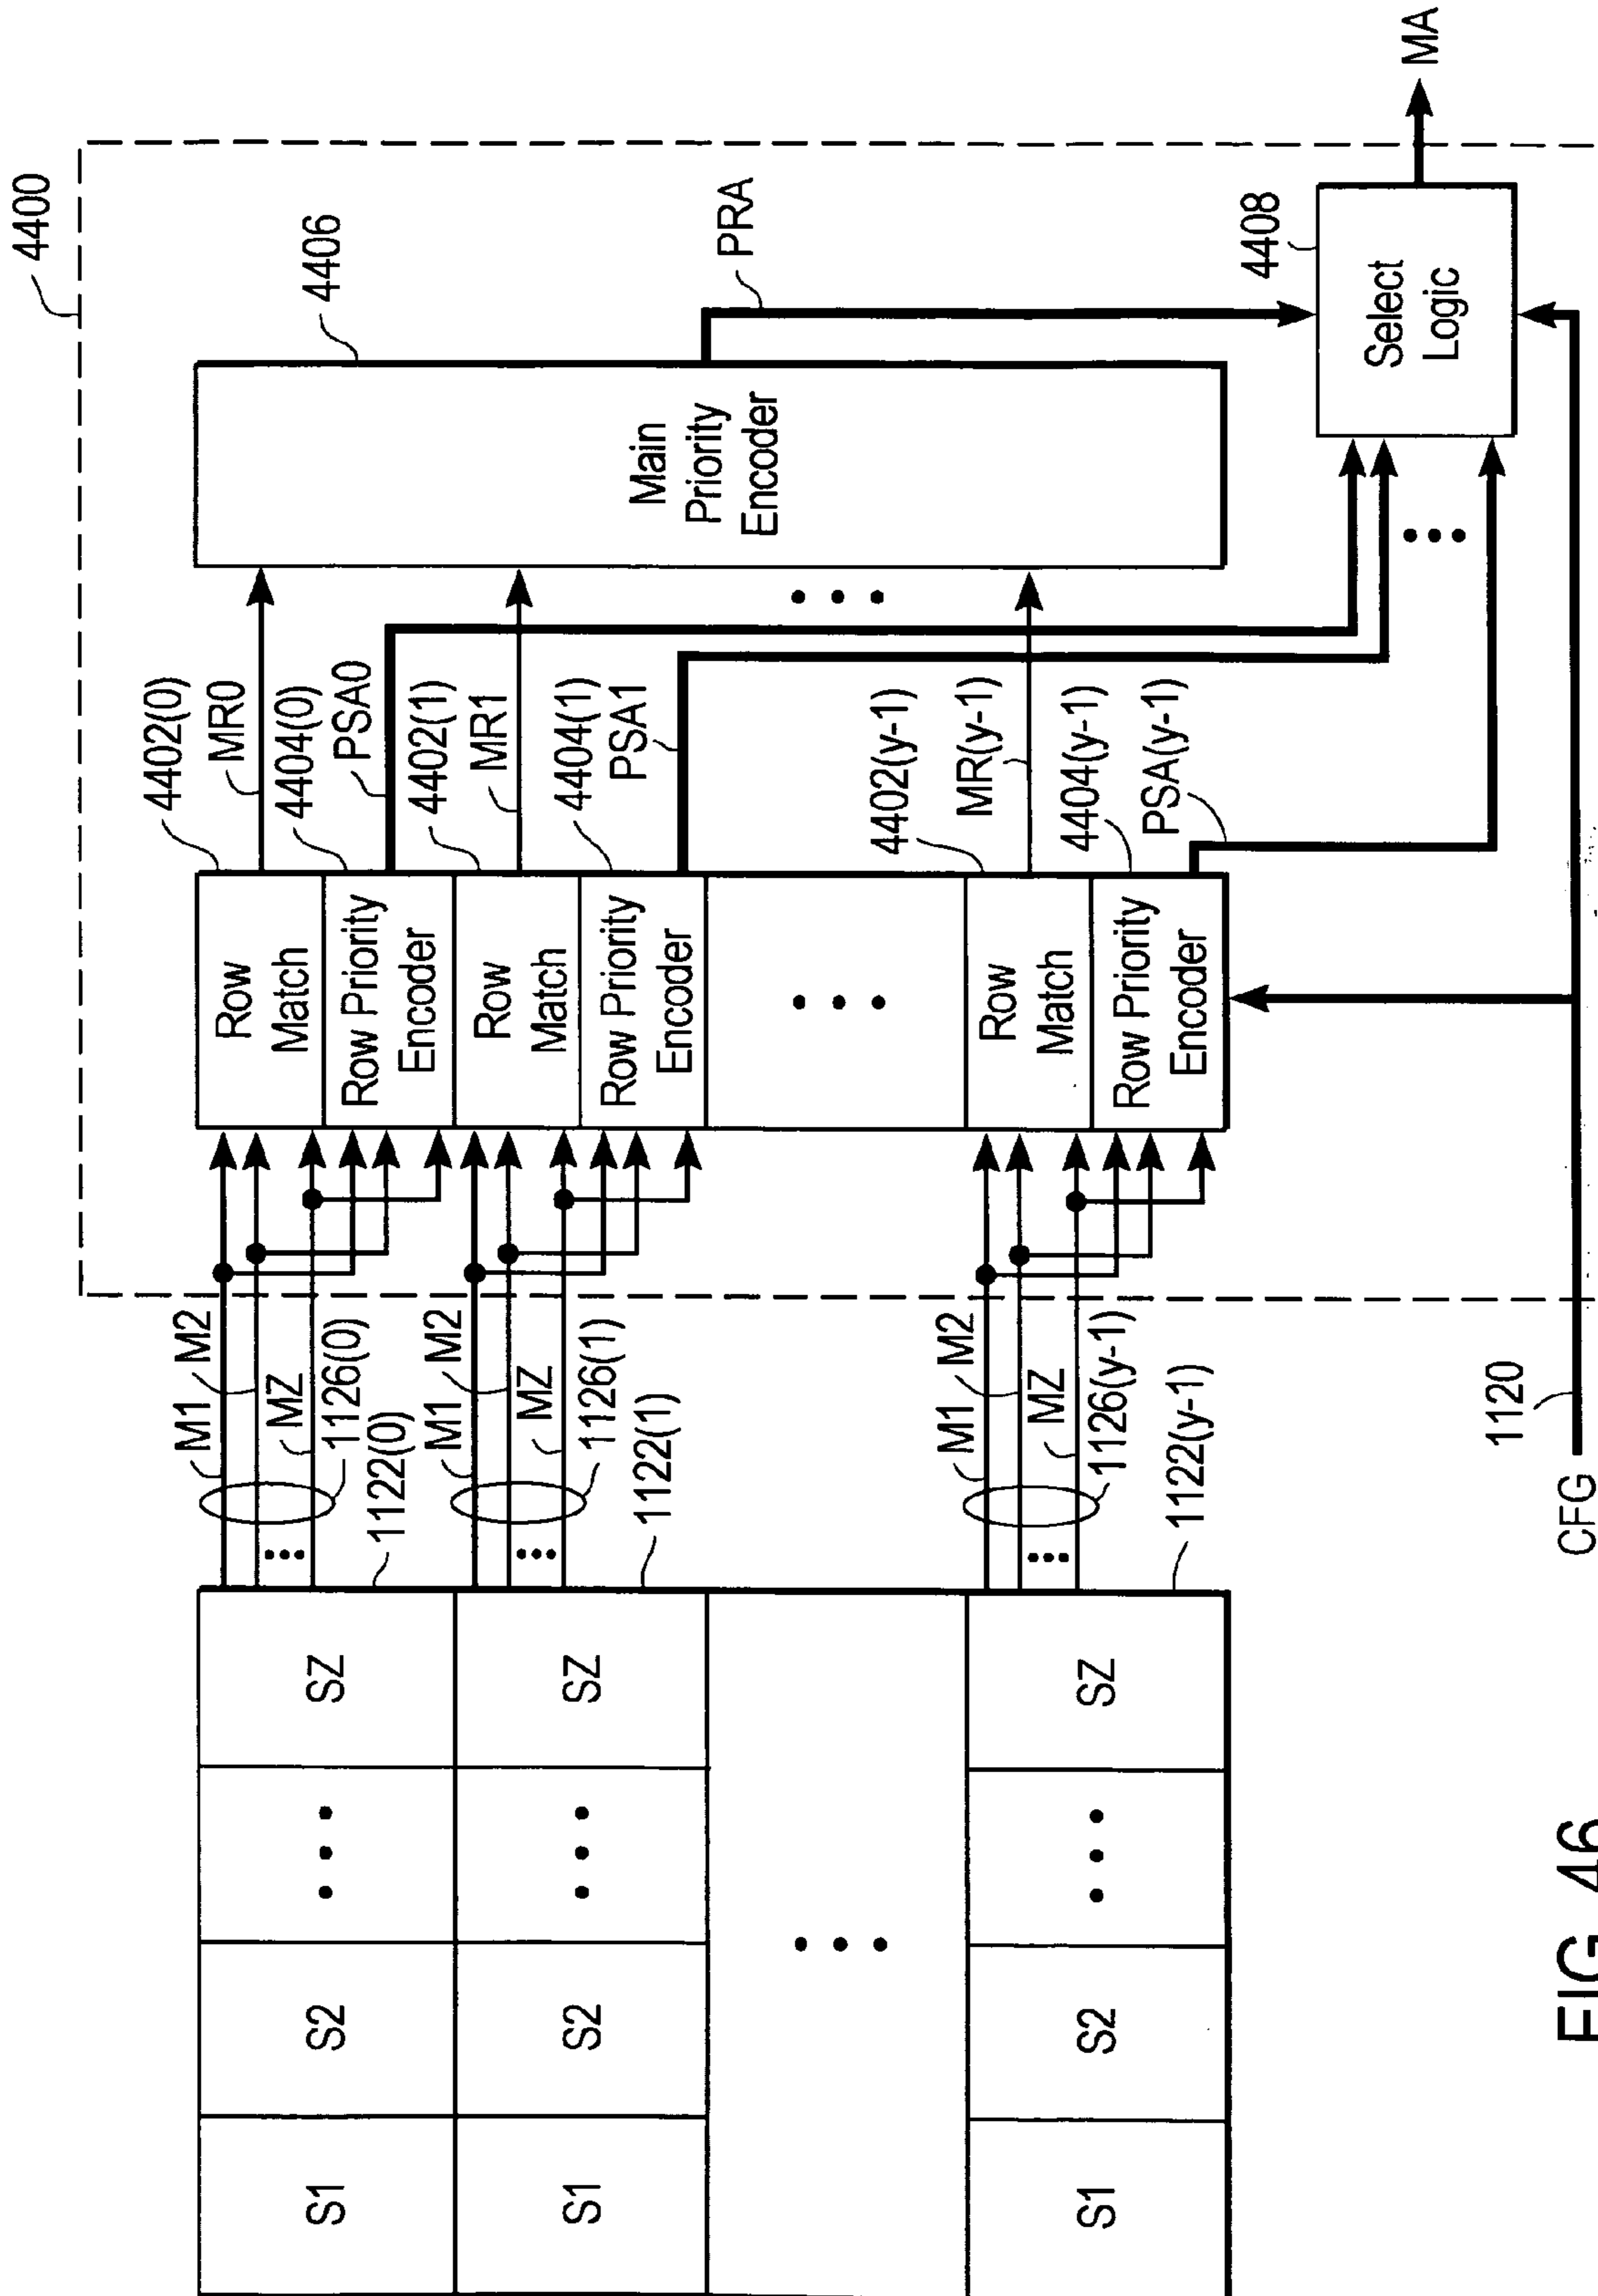 4400
4402(0)
MR0
4404(0)
PSA0
4402(1)
MR1
4404(1)
PSA1
4402(y-1)
MR(y-1)
4404(y-1)
PSA(y-1)
4406
PRA
4408
MA
S1
S2
SZ
M1
M2
MZ
1126(0)
1122(0)
Row
Match
Row Priority
Encoder
Main
Priority
Encoder
S1
S2
SZ
M1
M2
MZ
1126(1)
1122(1)
Row
Match
Row Priority
Encoder
S1
S2
SZ
M1
M2
MZ
1126(y-1)
1122(y-1)
Row
Match
Row Priority
Encoder
Select
Logic
1120
CFG
FIG. 46